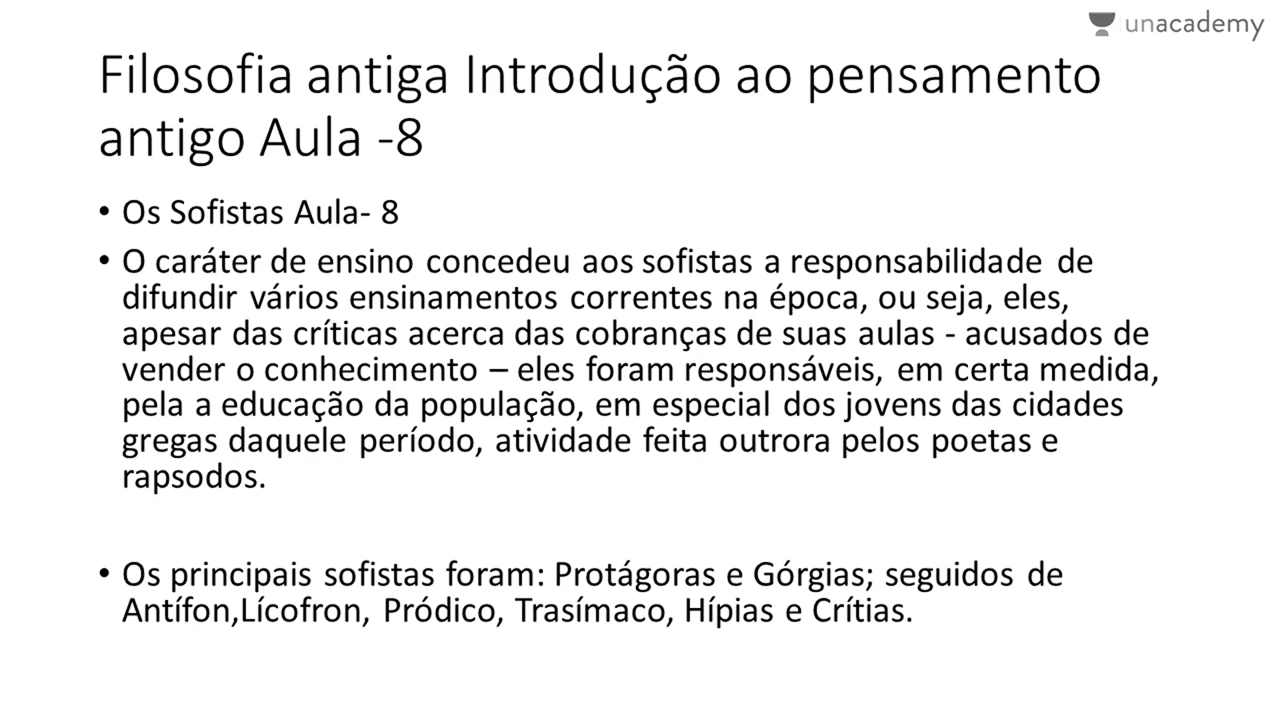 unacademy
Filosofia antiga Introdução ao pensamento
antigo Aula -8
• Os Sofistas Aula- 8
• O caráter de ensino concedeu aos sofistas a responsabilidade de
difundir vários ensinamentos correntes na época, ou seja, eles,
apesar das críticas acerca das cobranças de suas aulas - acusados de
vender o conhecimento – eles foram responsáveis, em certa medida,
pela a educação da população, em especial dos jovens das cidades
gregas daquele período, atividade feita outrora pelos poetas e
rapsodos.
• Os principais sofistas foram: Protágoras e Górgias; seguidos de
Antífon,Lícofron, Pródico, Trasímaco, Hípias e Crítias.